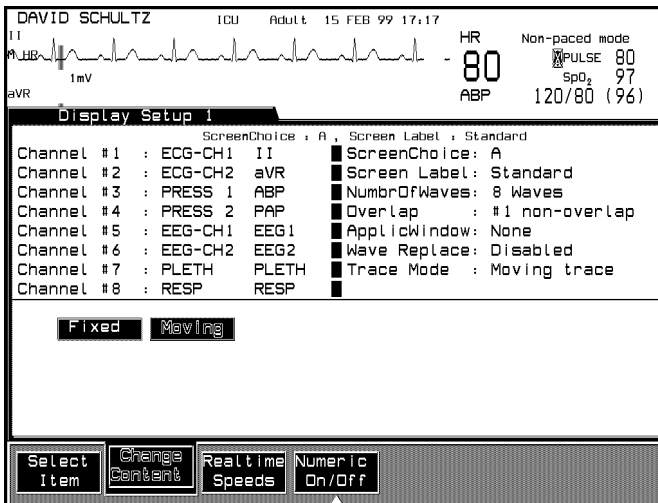 DAVID SCHULTZ ICU Adult 15 FEB 99 17:17
II
M HR
1mV
aVR
HR Non-paced mode
80 PULSE 80
SpO₂ 97
ABP 120/80 (96)
Display Setup 1
ScreenChoice : A , Screen Label : Standard
Channel #1 : ECG-CH1 II ScreenChoice: A
Channel #2 : ECG-CH2 aVR Screen Label: Standard
Channel #3 : PRESS 1 ABP NumbrOfWaves: 8 Waves
Channel #4 : PRESS 2 PAP Overlap : #1 non-overlap
Channel #5 : EEG-CH1 EEG1 ApplicWindow: None
Channel #6 : EEG-CH2 EEG2 Wave Replace: Disabled
Channel #7 : PLETH PLETH Trace Mode : Moving trace
Channel #8 : RESP RESP
Fixed Moving
Select Item
Change Content
Realtime Speeds
Numeric On/Off